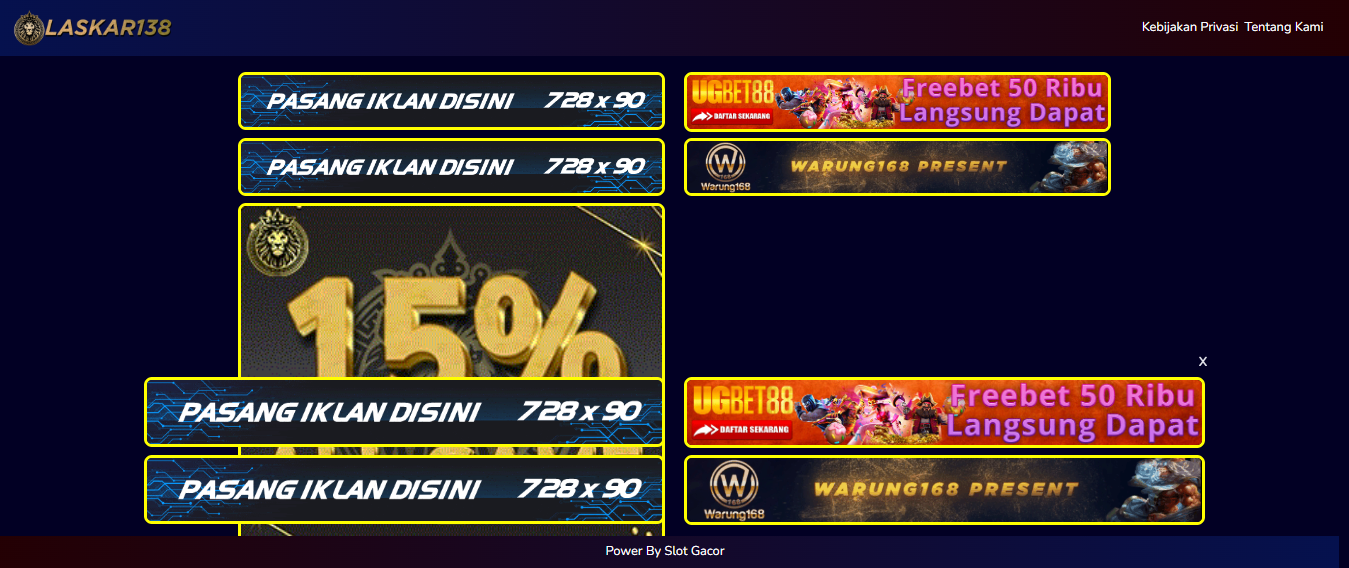 LASKAR138
Kebijakan Privasi Tentang Kami
PASANG IKLAN DISINI 728 x 90
UGBET88
DAFTAR SEKARANG
Freebet 50 Ribu
Langsung Dapat
PASANG IKLAN DISINI 728 x 90
W
168
Warung168
WARUNG168 PRESENT
15%
x
PASANG IKLAN DISINI 728 x 90
UGBET88
DAFTAR SEKARANG
Freebet 50 Ribu
Langsung Dapat
PASANG IKLAN DISINI 728 x 90
W
168
Warung168
WARUNG168 PRESENT
Power By Slot Gacor